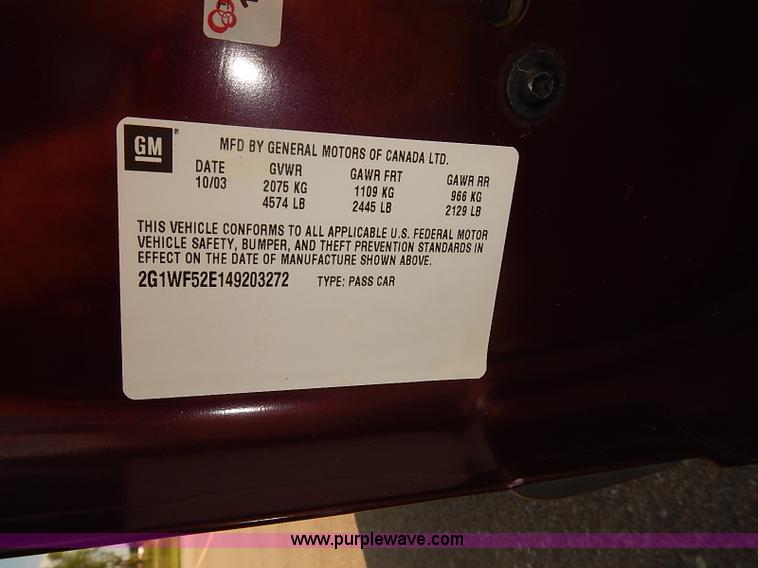 GM
MFD BY GENERAL MOTORS OF CANADA LTD.
DATE GVWR GAWR FRT GAWR RR
10/03 2075 KG 1109 KG 966 KG
4574 LB 2445 LB 2129 LB
THIS VEHICLE CONFORMS TO ALL APPLICABLE U.S. FEDERAL MOTOR
VEHICLE SAFETY, BUMPER, AND THEFT PREVENTION STANDARDS IN
EFFECT ON THE DATE OF MANUFACTURE SHOWN ABOVE.
2G1WF52E149203272 TYPE: PASS CAR
www.purplewave.com